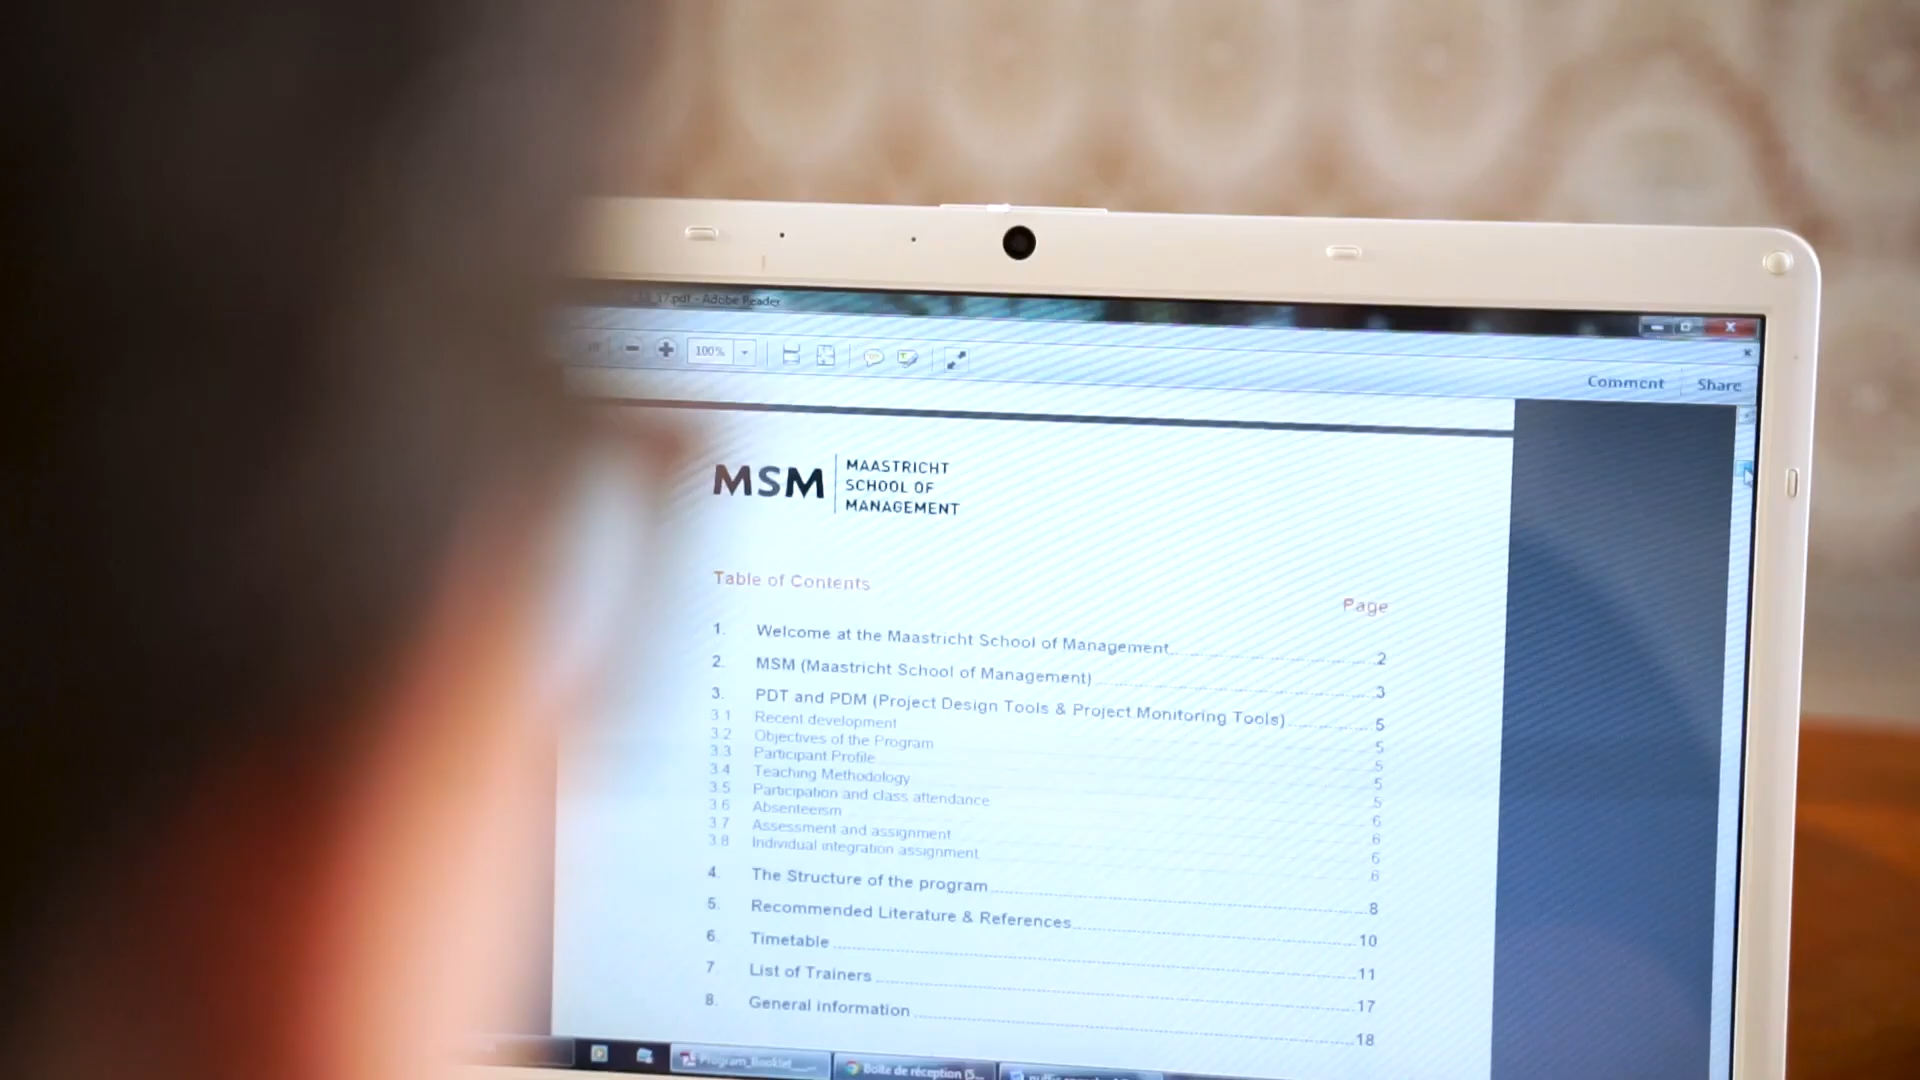 17.pdf - Adobe Reader
100%
Comment Share
MSM
MAASTRICHT
SCHOOL OF
MANAGEMENT
Table of Contents
Page
1. Welcome at the Maastricht School of Management 2
2. MSM (Maastricht School of Management) 3
3. PDT and PDM (Project Design Tools & Project Monitoring Tools) 5
3.1 Recent development 5
3.2 Objectives of the Program 5
3.3 Participant Profile 5
3.4 Teaching Methodology 5
3.5 Participation and class attendance 6
3.6 Absenteeism 6
3.7 Assessment and assignment 6
3.8 Individual integration assignment 6
4. The Structure of the program 8
5. Recommended Literature & References 10
6. Timetable 11
7. List of Trainers 17
8. General information 18
Program_Booklet__...
Boîte de réception (5...